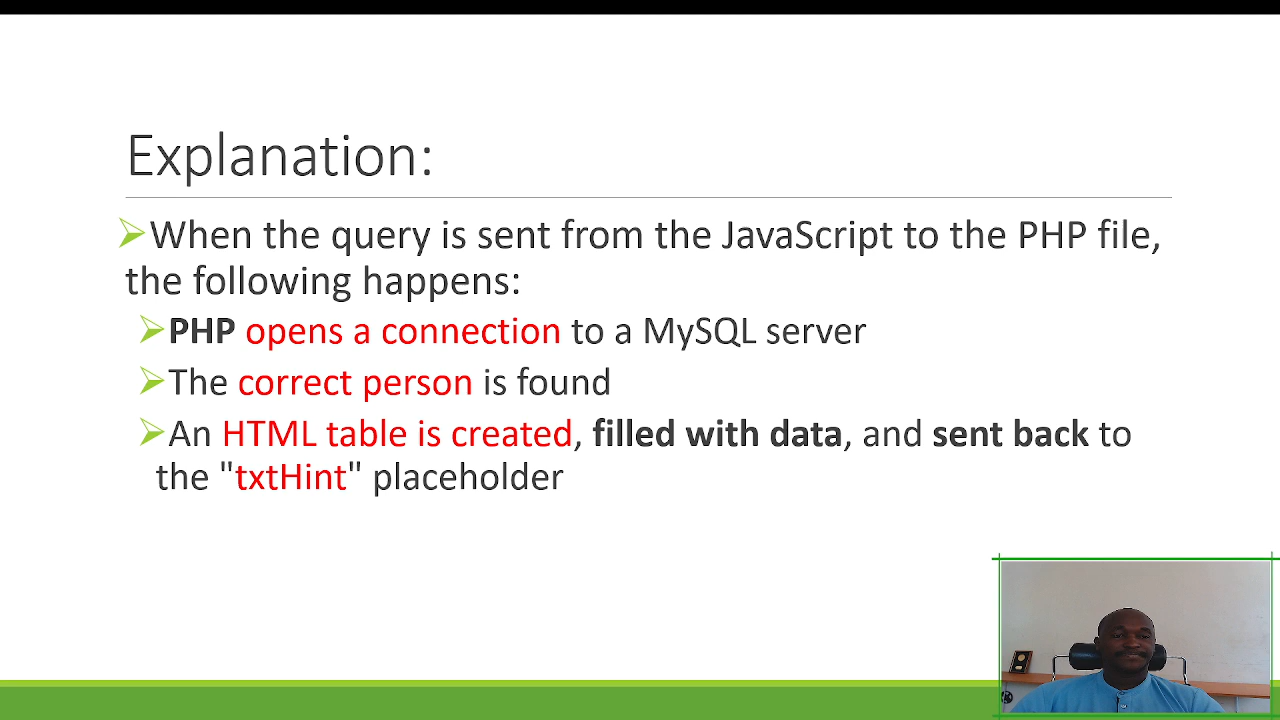 Explanation:
When the query is sent from the JavaScript to the PHP file,
the following happens:
PHP opens a connection to a MySQL server
The correct person is found
An HTML table is created, filled with data, and sent back to
the "txtHint" placeholder